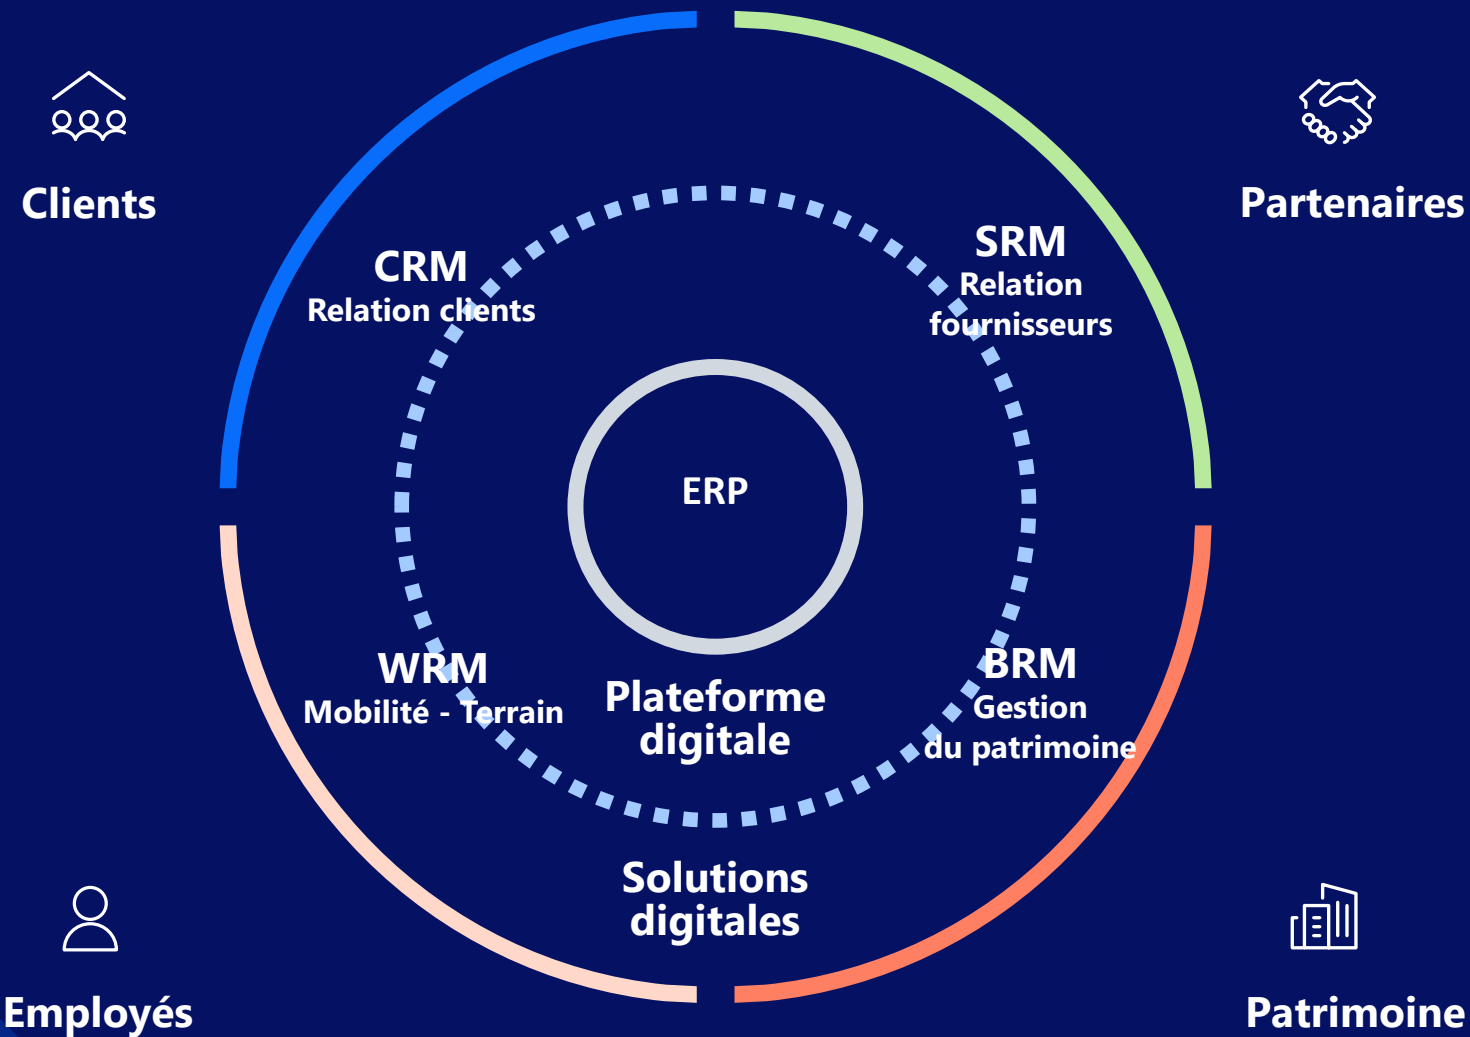 Clients
Partenaires
CRM
Relation clients
SRM
Relation
fournisseurs
ERP
WRM
Mobilité - Terrain
Plateforme
digitale
BRM
Gestion
du patrimoine
Solutions
digitales
Employés
Patrimoine